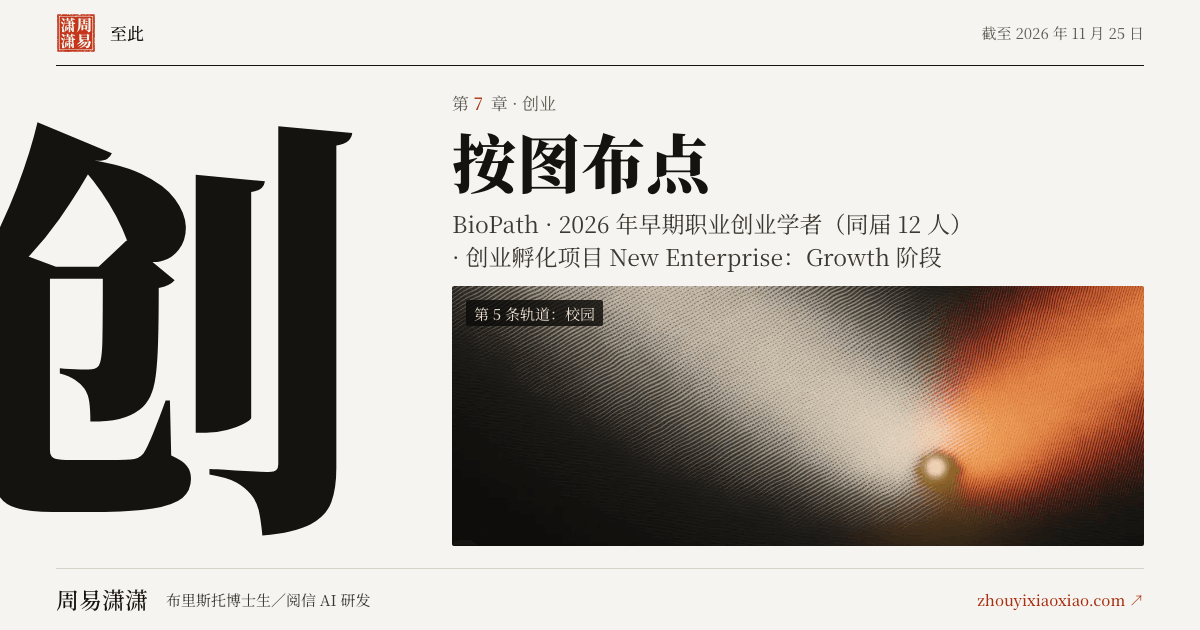 周易潇潇
至此
截至 2026 年 11 月 25 日
第 7 章 · 创业
创
按图布点
BioPath · 2026 年早期职业创业学者（同届 12 人）
· 创业孵化项目 New Enterprise：Growth 阶段
第 5 条轨道：校园
周易潇潇
布里斯托博士生／阅信 AI 研发
zhouyixiaoxiao.com ↗